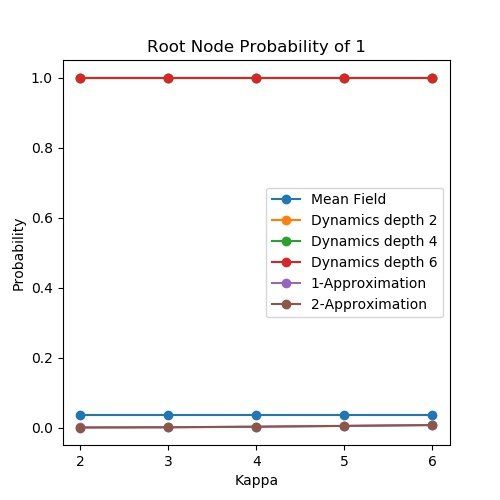 Root Node Probability of 1
Probability
1.0
0.8
0.6
0.4
0.2
0.0
Mean Field
Dynamics depth 2
Dynamics depth 4
Dynamics depth 6
1-Approximation
2-Approximation
2 3 4 5 6
Kappa